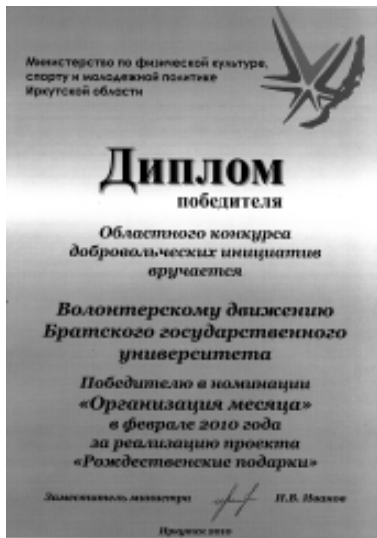 Министерство по физической культуре,
спорту и молодежной политике
Иркутской области
Диплом
победителя
Областного конкурса
добровольческих инициатив
вручается
Волонтерскому движению
Братского государственного
университета
Победителю в номинации
«Организация месяца»
в феврале 2010 года
за реализацию проекта
«Рождественские подарки»
Заместитель министра И.В. Иванов
Иркутск 2010